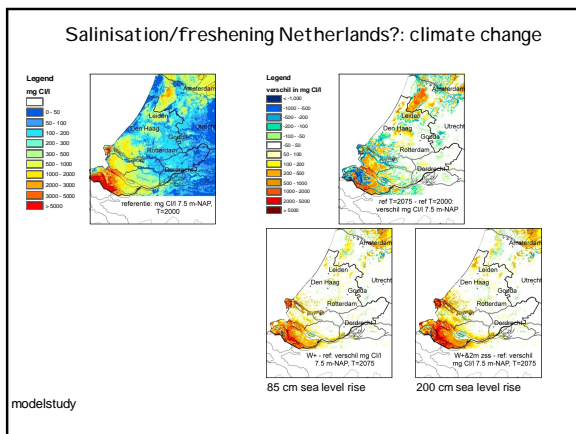 Salinisation/freshening Netherlands?: climate change
Legend
mg Cl/l
0 - 50
50 - 100
100 - 200
200 - 300
300 - 500
500 - 1000
1000 - 2000
2000 - 3000
3000 - 5000
> 5000
Amsterdam
Leiden
Den Haag
Utrecht
Gouda
Rotterdam
Dordrecht
referentie: mg Cl/l 7.5 m-NAP,
T=2000
Legend
verschil in mg Cl/l
< -1,000
-1000 - -500
-500 - -200
-200 - -100
-100 - -50
-50 - 50
50 - 100
100 - 200
200 - 500
500 - 1000
1000 - 2000
2000 - 5000
> 5000
Amsterdam
Leiden
Den Haag
Utrecht
Gouda
Rotterdam
Dordrecht
ref T=2075 - ref T=2000:
verschil mg Cl/l 7.5 m-NAP
Amsterdam
Leiden
Utrecht
Den Haag
Gouda
Rotterdam
Dordrecht
W+ - ref: verschil mg Cl/l
7.5 m-NAP, T=2075
85 cm sea level rise
Amsterdam
Leiden
Utrecht
Den Haag
Gouda
Rotterdam
Dordrecht
W+&2m zss - ref: verschil
mg Cl/l 7.5 m-NAP, T=2075
200 cm sea level rise
modelstudy